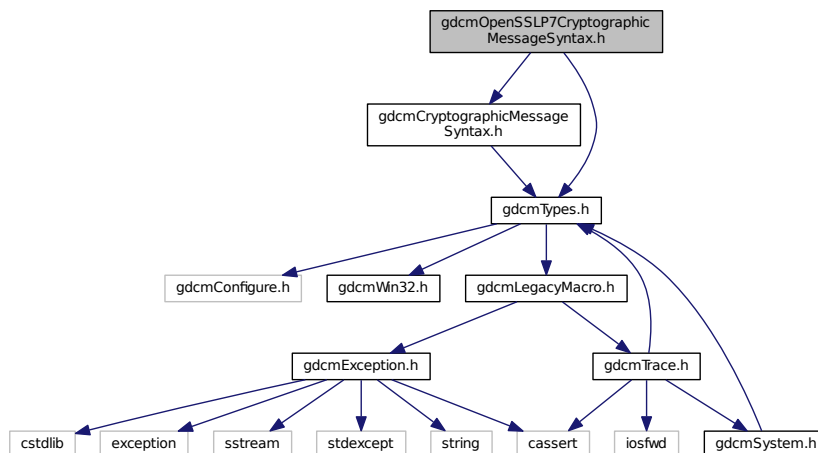 gdcmOpenSSLP7Cryptographic
MessageSyntax.h
gdcmCryptographicMessage
Syntax.h
gdcmTypes.h
gdcmConfigure.h
gdcmWin32.h
gdcmLegacyMacro.h
gdcmException.h
gdcmTrace.h
cstdlib
exception
sstream
stdexcept
string
cassert
iosfwd
gdcmSystem.h